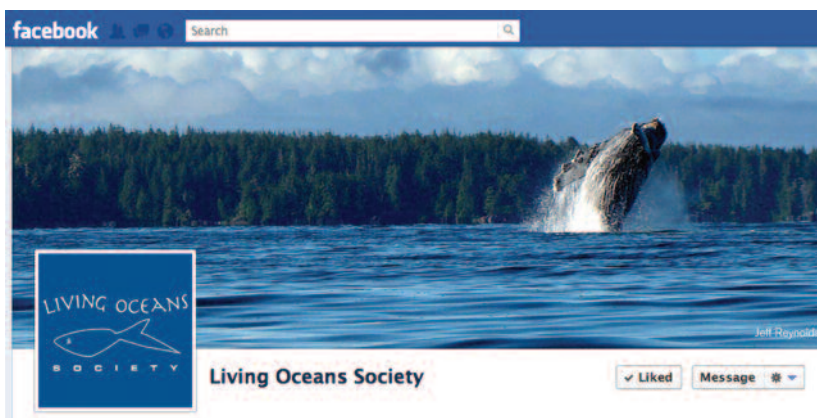 facebook
Search
LIVING OCEANS
SOCIETY
Jeff Reynolds
Living Oceans Society
✓ Liked
Message